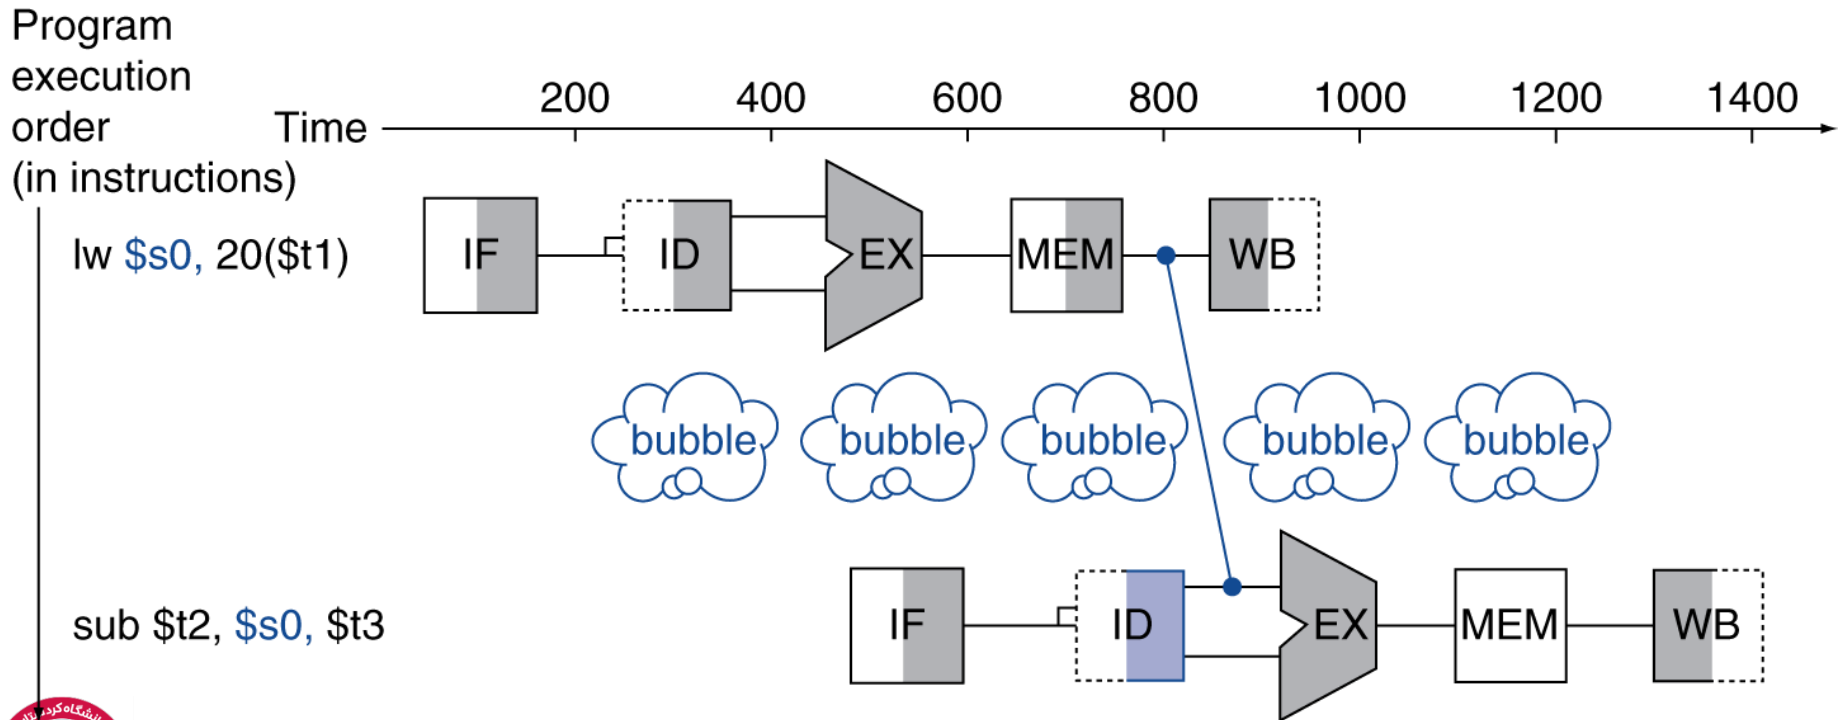 Program
execution
order
(in instructions)
Time
200 400 600 800 1000 1200 1400
lw $s0, 20($t1)
IF ID EX MEM WB
bubble bubble bubble bubble bubble
sub $t2, $s0, $t3
IF ID EX MEM WB